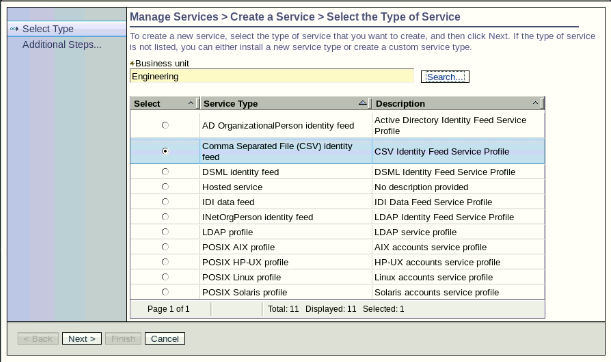 Manage Services > Create a Service > Select the Type of Service
Select Type
Additional Steps...
To create a new service, select the type of service that you want to create, and then click Next. If the type of service
is not listed, you can either install a new service type or create a custom service type.
*Business unit
Engineering
Search...
Select Service Type Description
AD OrganizationalPerson identity feed Active Directory Identity Feed Service
Profile
Comma Separated File (CSV) identity
feed CSV Identity Feed Service Profile
DSML identity feed DSML Identity Feed Service Profile
Hosted service No description provided
IDI data feed IDI Data Feed Service Profile
INetOrgPerson identity feed LDAP Identity Feed Service Profile
LDAP profile LDAP service profile
POSIX AIX profile AIX accounts service profile
POSIX HP-UX profile HP-UX accounts service profile
POSIX Linux profile Linux accounts service profile
POSIX Solaris profile Solaris accounts service profile
Page 1 of 1 Total: 11 Displayed: 11 Selected: 1
< Back Next > Finish Cancel